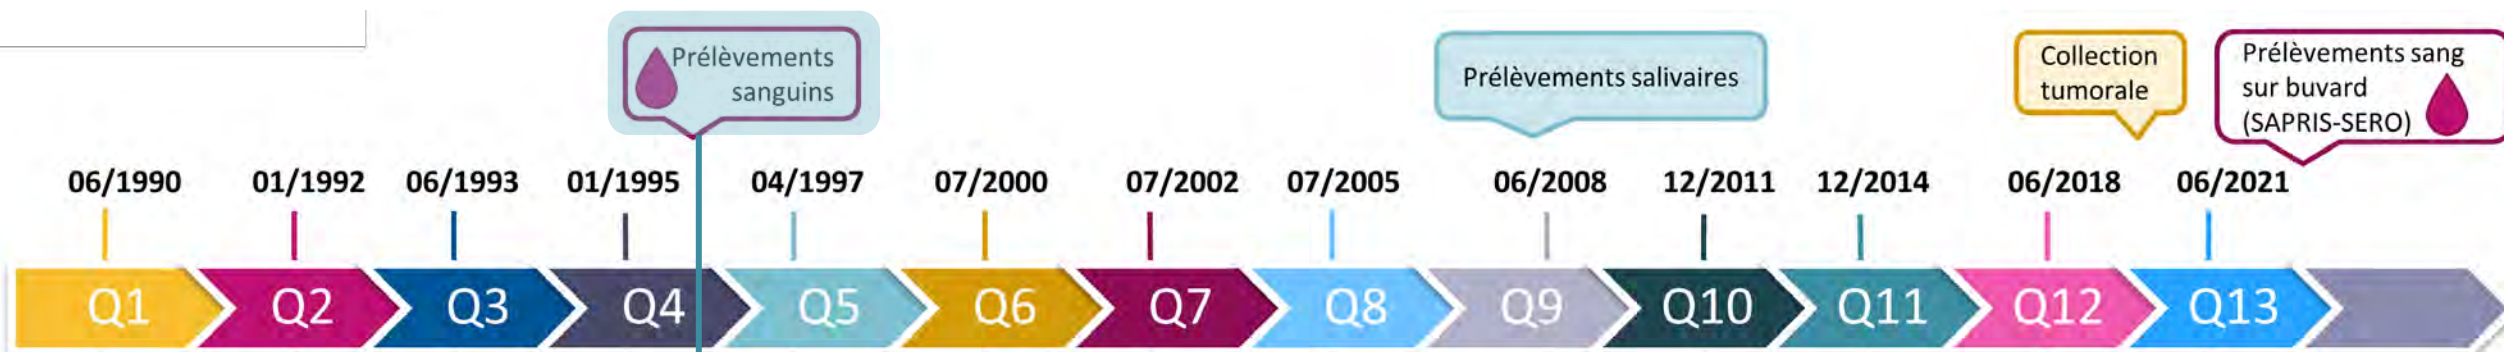 Prélèvements
sanguins
Prélèvements salivaires
Collection
tumorale
Prélèvements sang
sur buvard
(SAPRIS-SERO)
06/1990 01/1992 06/1993 01/1995 04/1997 07/2000 07/2002 07/2005 06/2008 12/2011 12/2014 06/2018 06/2021
Q1 Q2 Q3 Q4 Q5 Q6 Q7 Q8 Q9 Q10 Q11 Q12 Q13